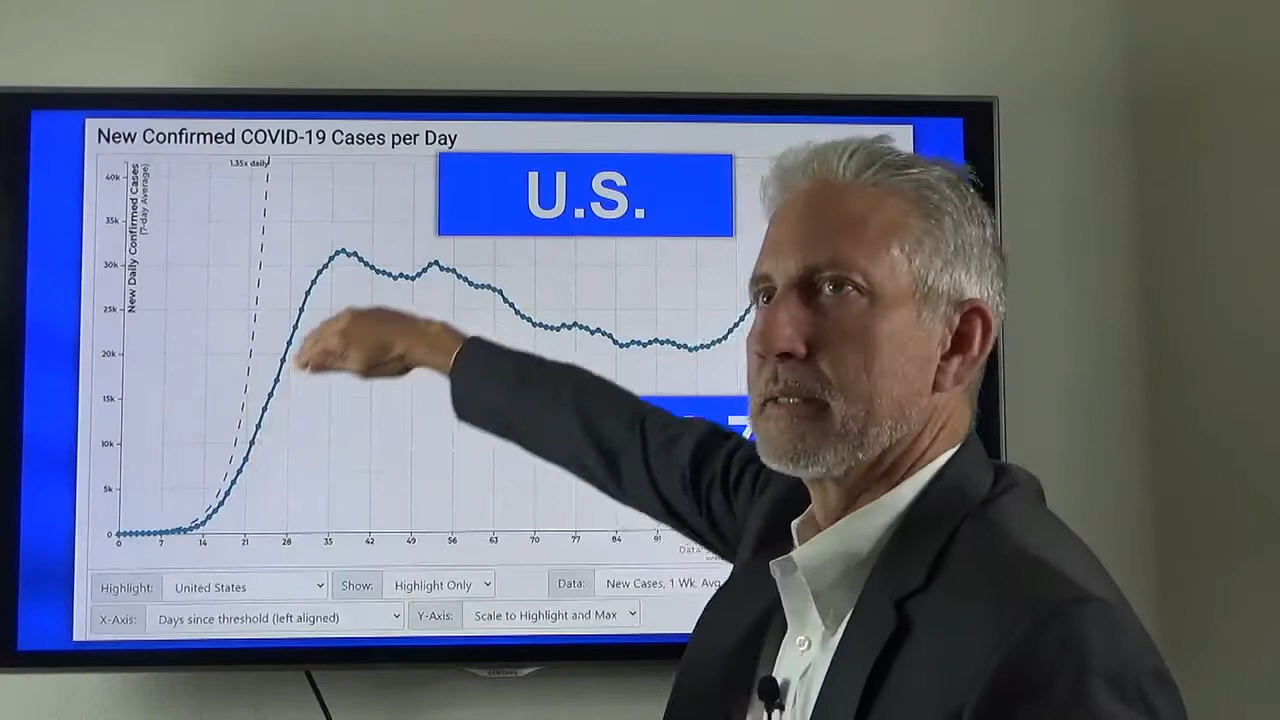 New Confirmed COVID-19 Cases per Day
1.35x daily
U.S.
New Daily Confirmed Cases
(7-day Average)
40k
35k
30k
25k
20k
15k
10k
5k
0
0 7 14 21 28 35 42 49 56 63 70 77 84 91
Data:
Highlight: United States Show: Highlight Only Data: New Cases, 1 Wk. Avg
X-Axis: Days since threshold (left aligned) Y-Axis: Scale to Highlight and Max
SAMSUNG